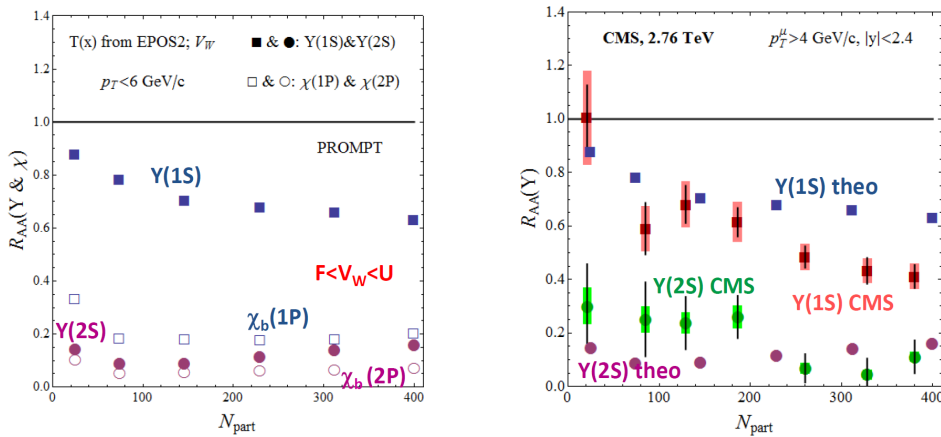 T(x) from EPOS2; V_W ■ & ●: Υ(1S)&Υ(2S)
p_T<6 GeV/c □ & ○: χ(1P) & χ(2P)
PROMPT
Y(1S)
F<V_W<U
Y(2S)
χ_b(1P)
χ_b(2P)
R_AA(Υ & χ)
1.4
1.2
1.0
0.8
0.6
0.4
0.2
0.0
0 100 200 300 400
N_part
CMS, 2.76 TeV p_T^μ>4 GeV/c, |y|<2.4
Y(1S) theo
Y(2S) CMS
Y(1S) CMS
Y(2S) theo
R_AA(Υ)
1.4
1.2
1.0
0.8
0.6
0.4
0.2
0.0
0 100 200 300 400
N_part